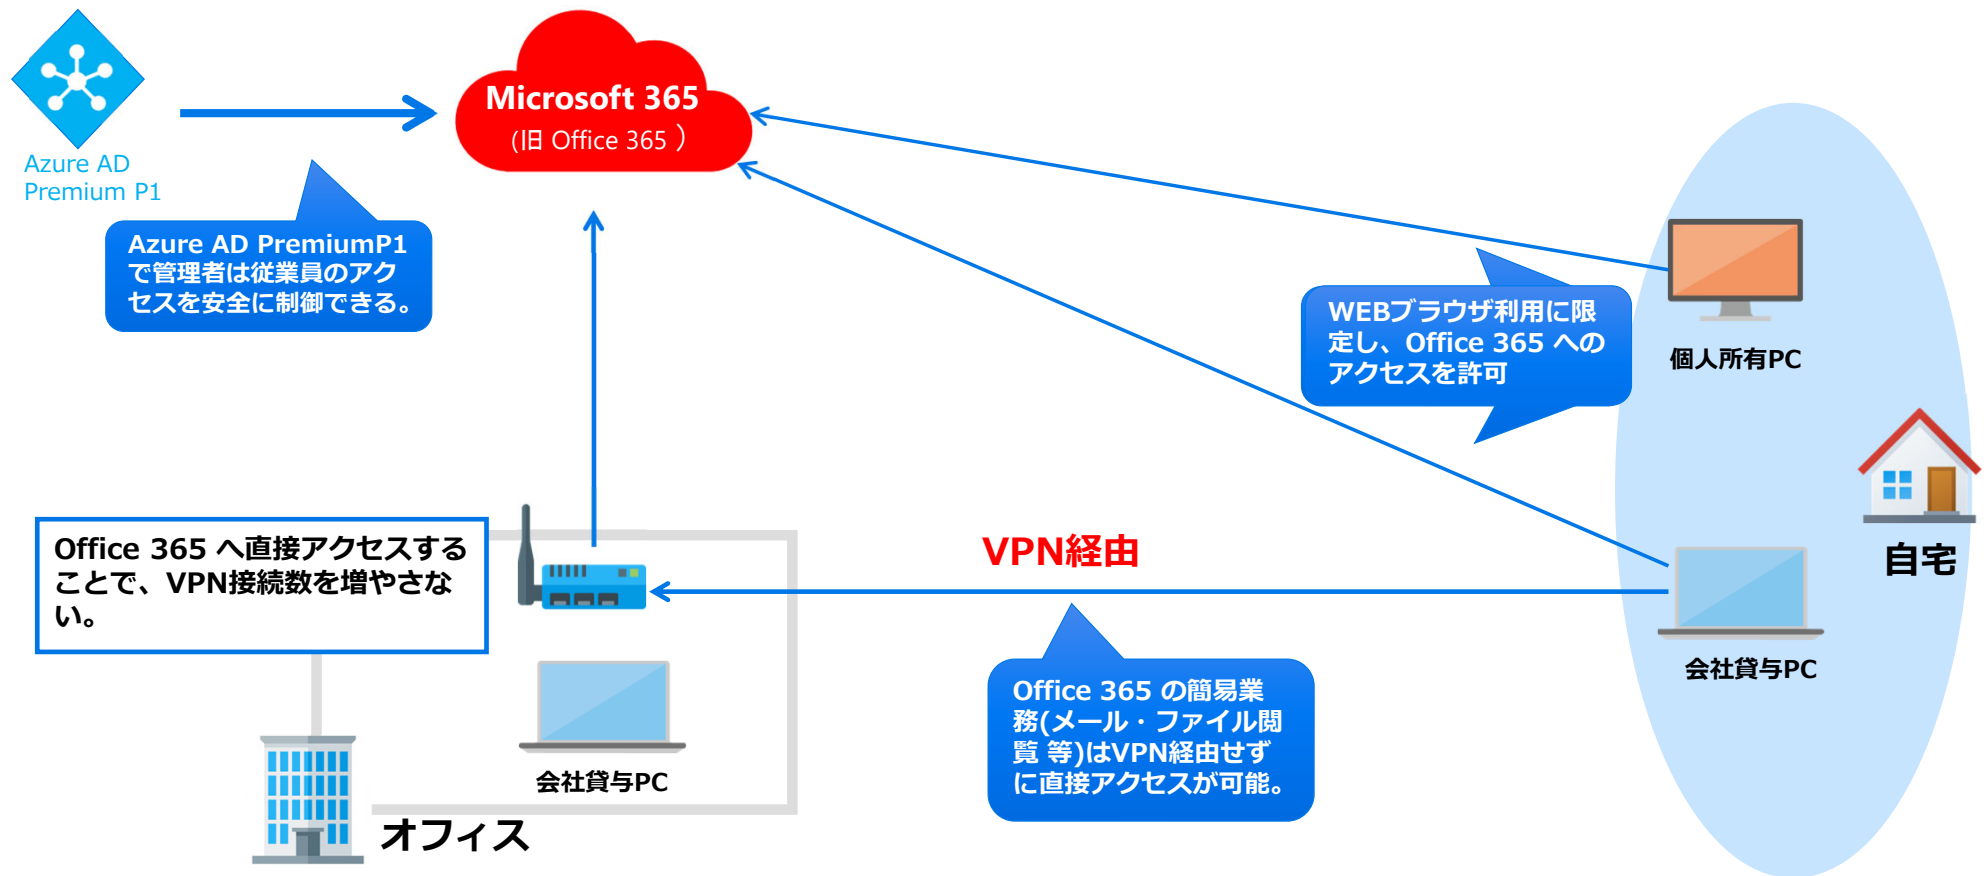 Azure AD
Premium P1
Microsoft 365
(旧 Office 365 )
Azure AD PremiumP1
で管理者は従業員のアク
セスを安全に制御できる。
WEBブラウザ利用に限
定し、Office 365 への
アクセスを許可
個人所有PC
自宅
会社貸与PC
VPN経由
Office 365 へ直接アクセスする
ことで、VPN接続数を増やさな
い。
Office 365 の簡易業
務(メール・ファイル閲
覧 等)はVPN経由せず
に直接アクセスが可能。
会社貸与PC
オフィス